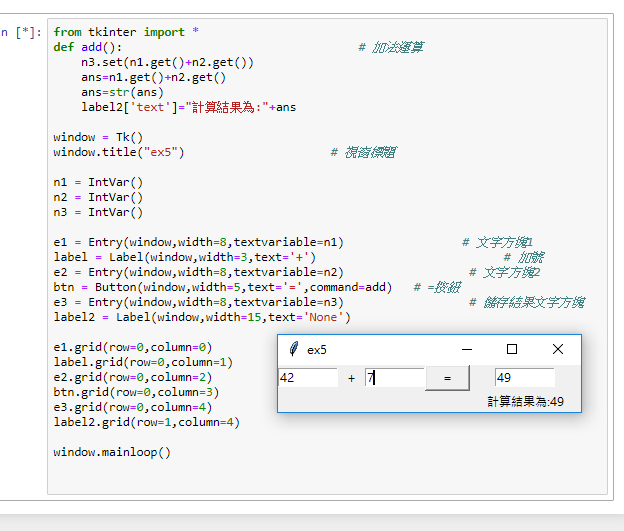 n [*]:
from tkinter import *
def add():                                  # 加法運算
    n3.set(n1.get()+n2.get())
    ans=n1.get()+n2.get()
    ans=str(ans)
    label2['text']="計算結果為:"+ans
window = Tk()
window.title("ex5")                     # 視窗標題
n1 = IntVar()
n2 = IntVar()
n3 = IntVar()
e1 = Entry(window,width=8,textvariable=n1)                 # 文字方塊1
label = Label(window,width=3,text='+')                           # 加號
e2 = Entry(window,width=8,textvariable=n2)                  # 文字方塊2
btn = Button(window,width=5,text='=',command=add)   # =按鈕
e3 = Entry(window,width=8,textvariable=n3)                  # 儲存結果文字方塊
label2 = Label(window,width=15,text='None')
e1.grid(row=0,column=0)
label.grid(row=0,column=1)
e2.grid(row=0,column=2)
btn.grid(row=0,column=3)
e3.grid(row=0,column=4)
label2.grid(row=1,column=4)
window.mainloop()
ex5
42 + 7 = 49
計算結果為:49